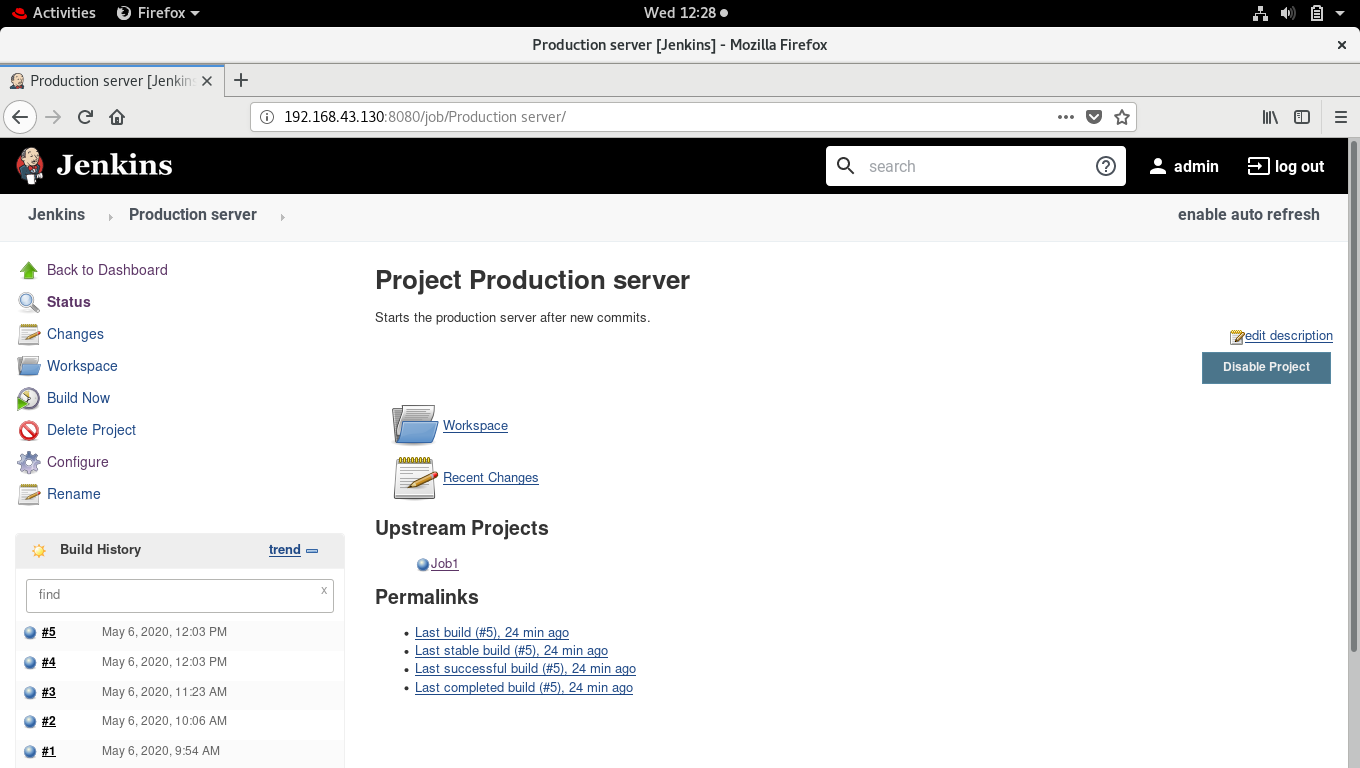 Activities Firefox Wed 12:28
Production server [Jenkins] - Mozilla Firefox
Production server [Jenkin
192.168.43.130:8080/job/Production server/
Jenkins search admin log out
Jenkins Production server enable auto refresh
Back to Dashboard
Status
Changes
Workspace
Build Now
Delete Project
Configure
Rename
Build History trend
find x
#5 May 6, 2020, 12:03 PM
#4 May 6, 2020, 12:03 PM
#3 May 6, 2020, 11:23 AM
#2 May 6, 2020, 10:06 AM
#1 May 6, 2020, 9:54 AM
Project Production server
Starts the production server after new commits.
edit description
Disable Project
Workspace
Recent Changes
Upstream Projects
Job1
Permalinks
Last build (#5), 24 min ago
Last stable build (#5), 24 min ago
Last successful build (#5), 24 min ago
Last completed build (#5), 24 min ago